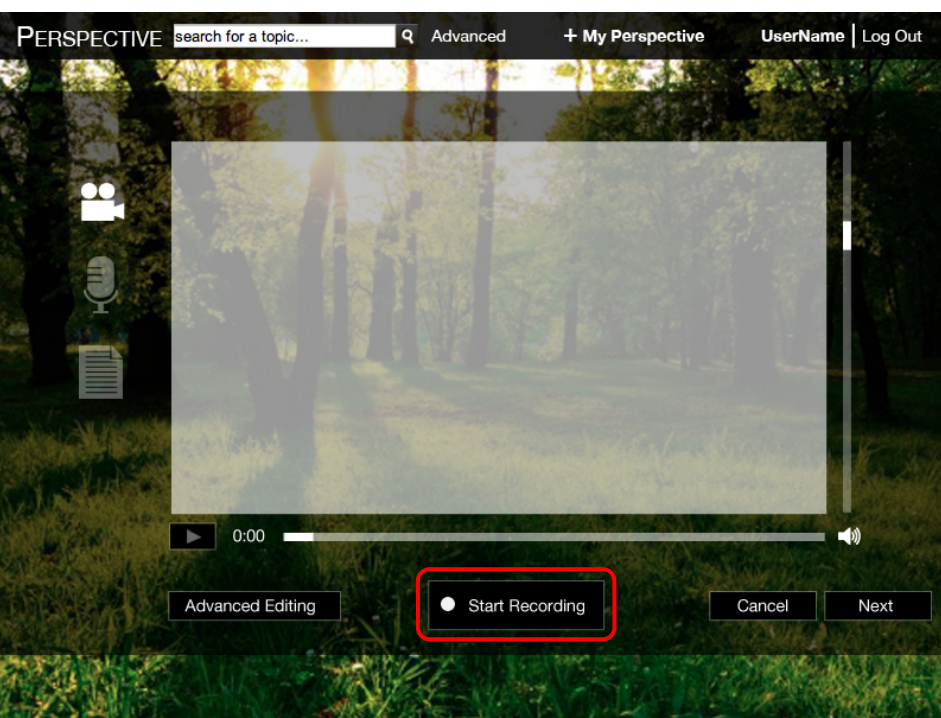 PERSPECTIVE search for a topic... Advanced + My Perspective UserName | Log Out
0:00
Advanced Editing Start Recording Cancel Next